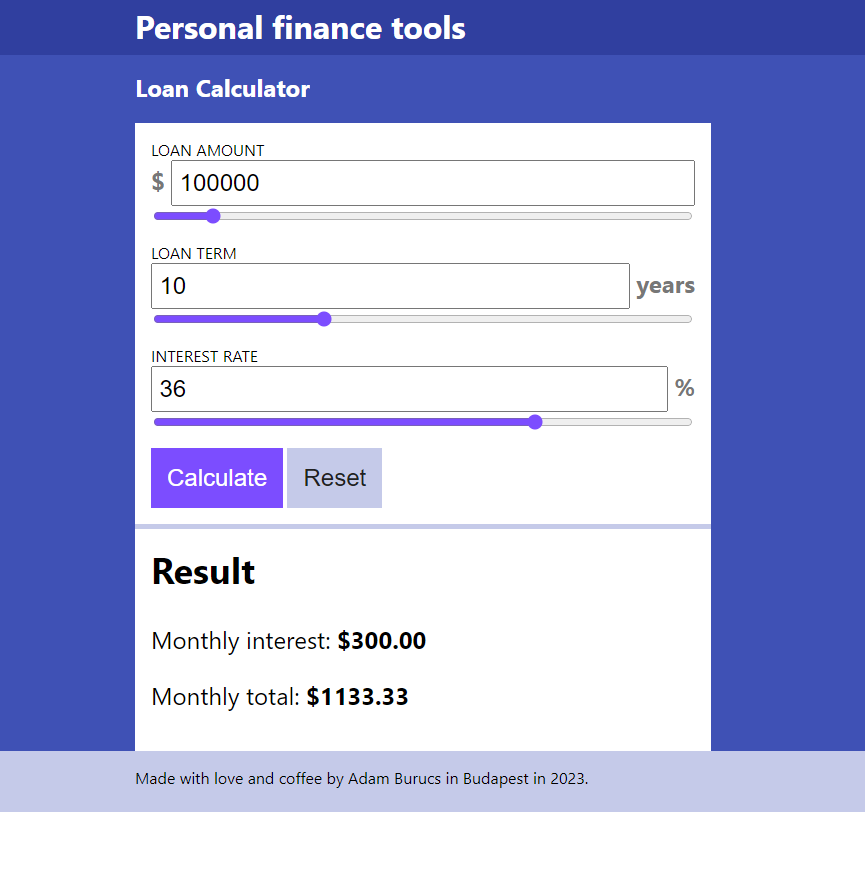 Personal finance tools
Loan Calculator
LOAN AMOUNT
$ 100000
LOAN TERM
10 years
INTEREST RATE
36 %
Calculate Reset
Result
Monthly interest: $300.00
Monthly total: $1133.33
Made with love and coffee by Adam Burucs in Budapest in 2023.